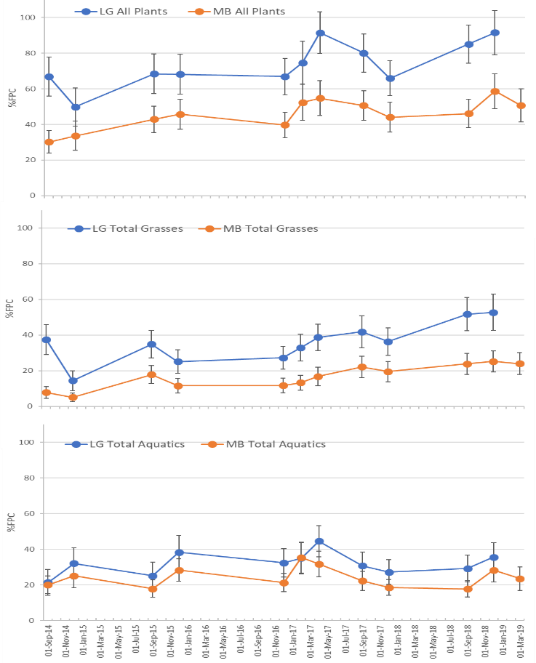 LG All Plants MB All Plants
100
80
60
40
20
0
%FPC
LG Total Grasses MB Total Grasses
100
80
60
40
20
0
%FPC
LG Total Aquatics MB Total Aquatics
100
80
60
40
20
0
%FPC
01-Sep-14 01-Nov-14 01-Jan-15 01-Mar-15 01-May-15 01-Jul-15 01-Sep-15 01-Nov-15 01-Jan-16 01-Mar-16 01-May-16 01-Jul-16 01-Sep-16 01-Nov-16 01-Jan-17 01-Mar-17 01-May-17 01-Jul-17 01-Sep-17 01-Nov-17 01-Jan-18 01-Mar-18 01-May-18 01-Jul-18 01-Sep-18 01-Nov-18 01-Jan-19 01-Mar-19